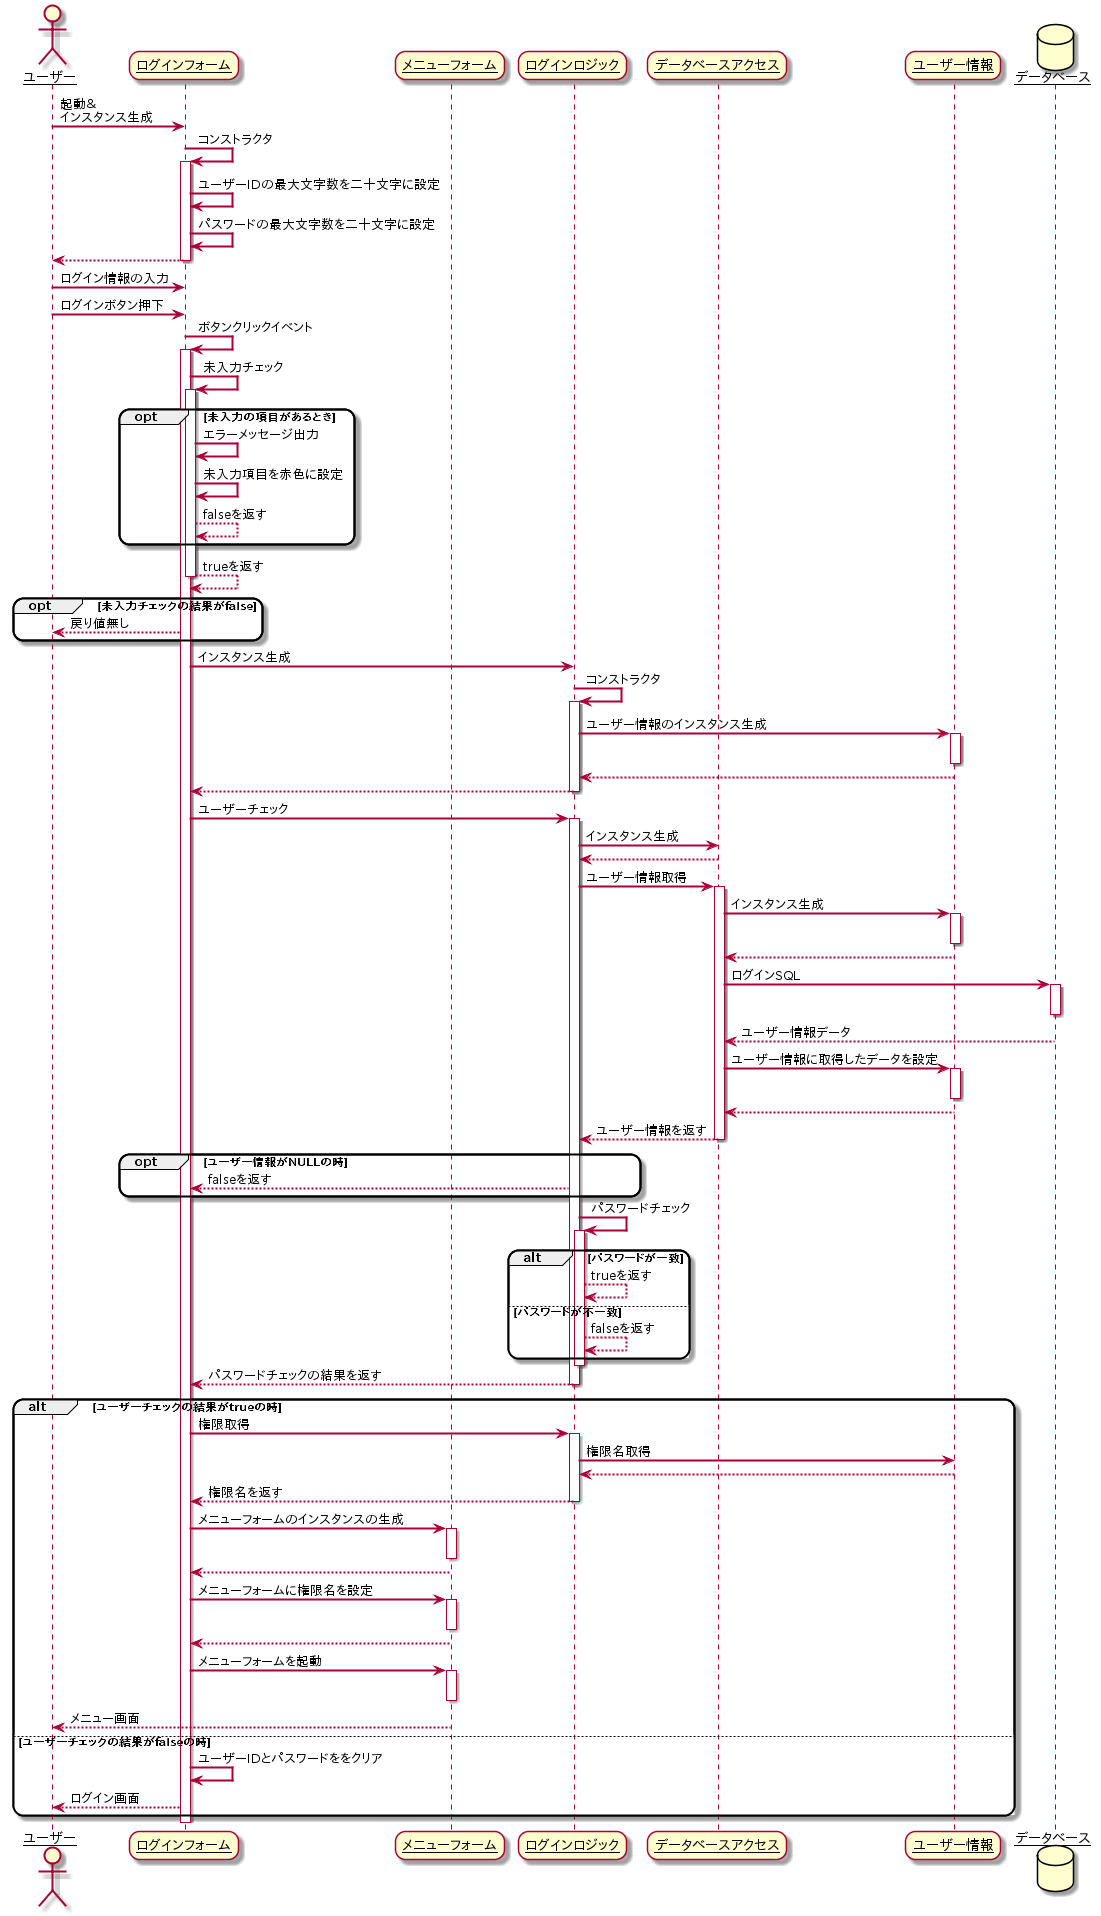 ユーザー
ログインフォーム
メニューフォーム
ログインロジック
データベースアクセス
ユーザー情報
データベース
起動&
インスタンス生成
コンストラクタ
ユーザーIDの最大文字数を二十文字に設定
パスワードの最大文字数を二十文字に設定
ログイン情報の入力
ログインボタン押下
ボタンクリックイベント
未入力チェック
opt [未入力の項目があるとき]
エラーメッセージ出力
未入力項目を赤色に設定
falseを返す
trueを返す
opt [未入力チェックの結果がfalse]
戻り値無し
インスタンス生成
コンストラクタ
ユーザー情報のインスタンス生成
ユーザーチェック
インスタンス生成
ユーザー情報取得
インスタンス生成
ログインSQL
ユーザー情報データ
ユーザー情報に取得したデータを設定
ユーザー情報を返す
opt [ユーザー情報がNULLの時]
falseを返す
パスワードチェック
alt [パスワードが一致]
trueを返す
[パスワードが不一致]
falseを返す
パスワードチェックの結果を返す
alt [ユーザーチェックの結果がtrueの時]
権限取得
権限名取得
権限名を返す
メニューフォームのインスタンスの生成
メニューフォームに権限名を設定
メニューフォームを起動
メニュー画面
[ユーザーチェックの結果がfalseの時]
ユーザーIDとパスワードををクリア
ログイン画面
ユーザー
ログインフォーム
メニューフォーム
ログインロジック
データベースアクセス
ユーザー情報
データベース